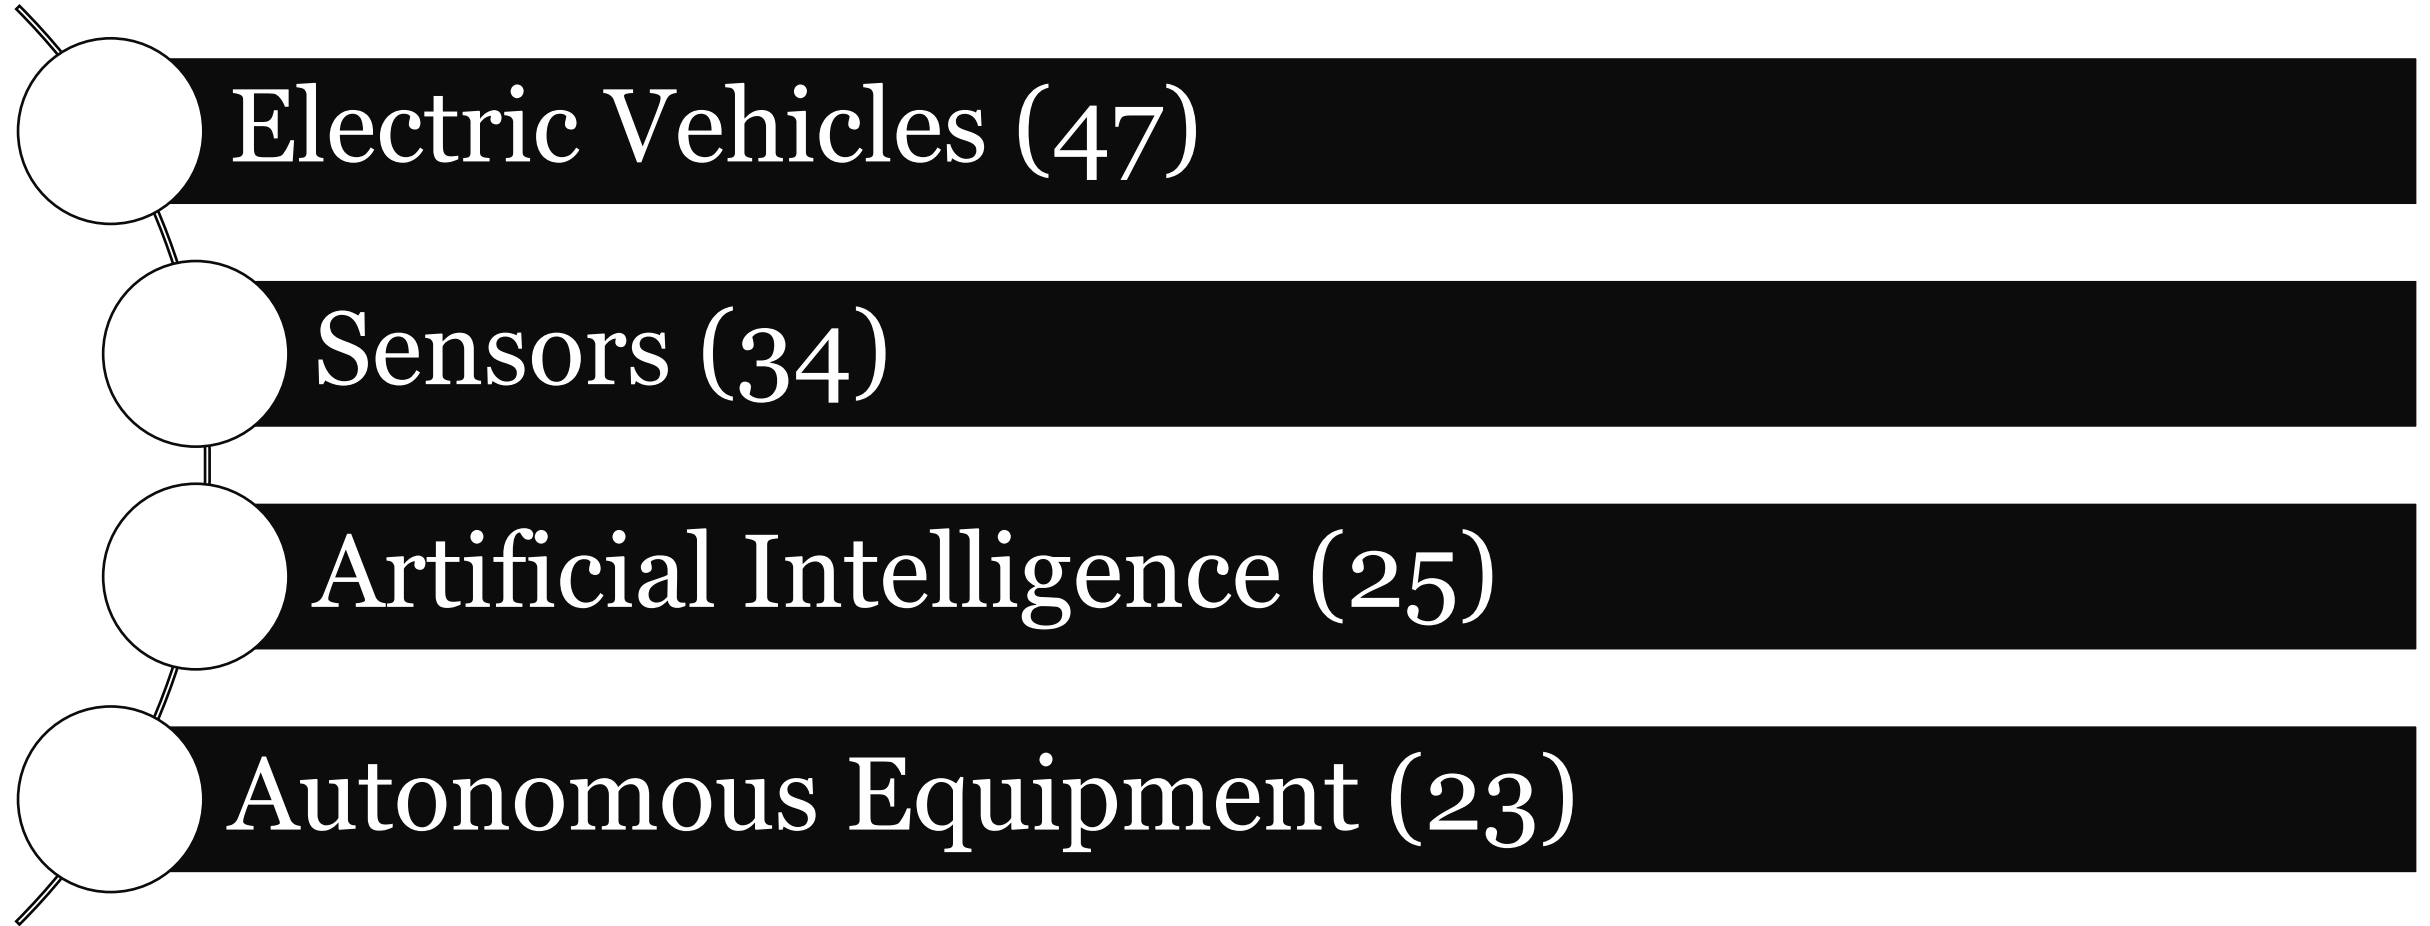 Electric Vehicles (47)
Sensors (34)
Artificial Intelligence (25)
Autonomous Equipment (23)